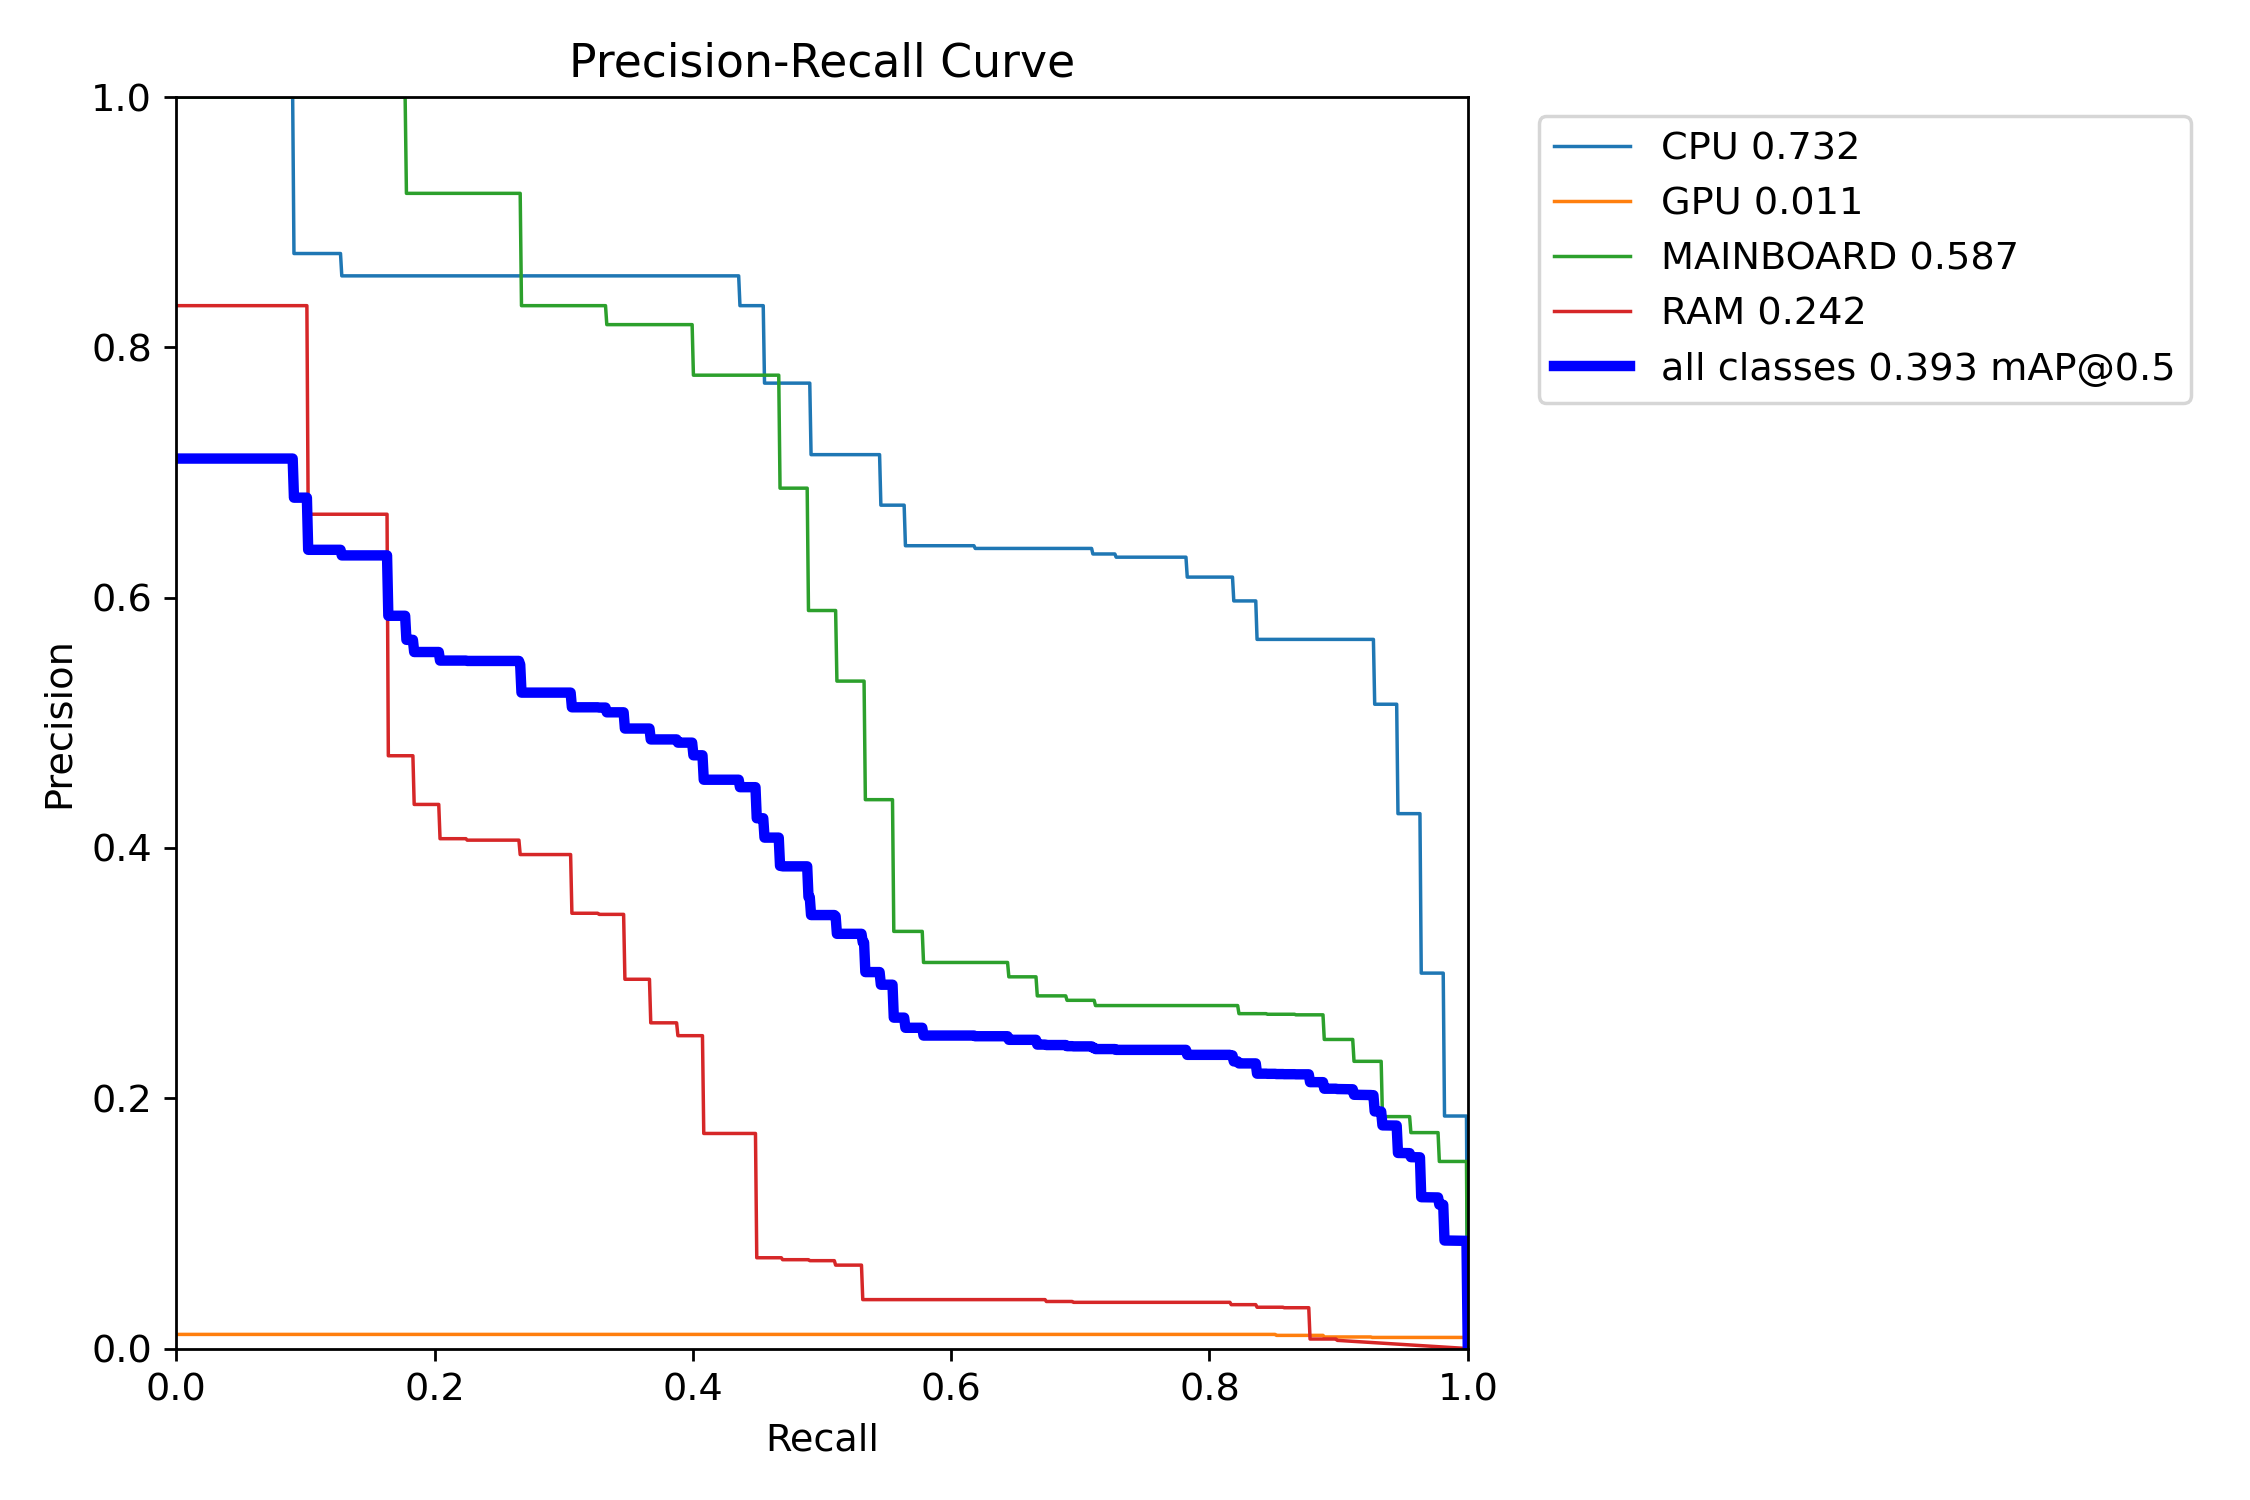 Precision-Recall Curve
1.0
0.8
0.6
0.4
0.2
0.0
Precision
0.0 0.2 0.4 0.6 0.8 1.0
Recall
CPU 0.732
GPU 0.011
MAINBOARD 0.587
RAM 0.242
all classes 0.393 mAP@0.5